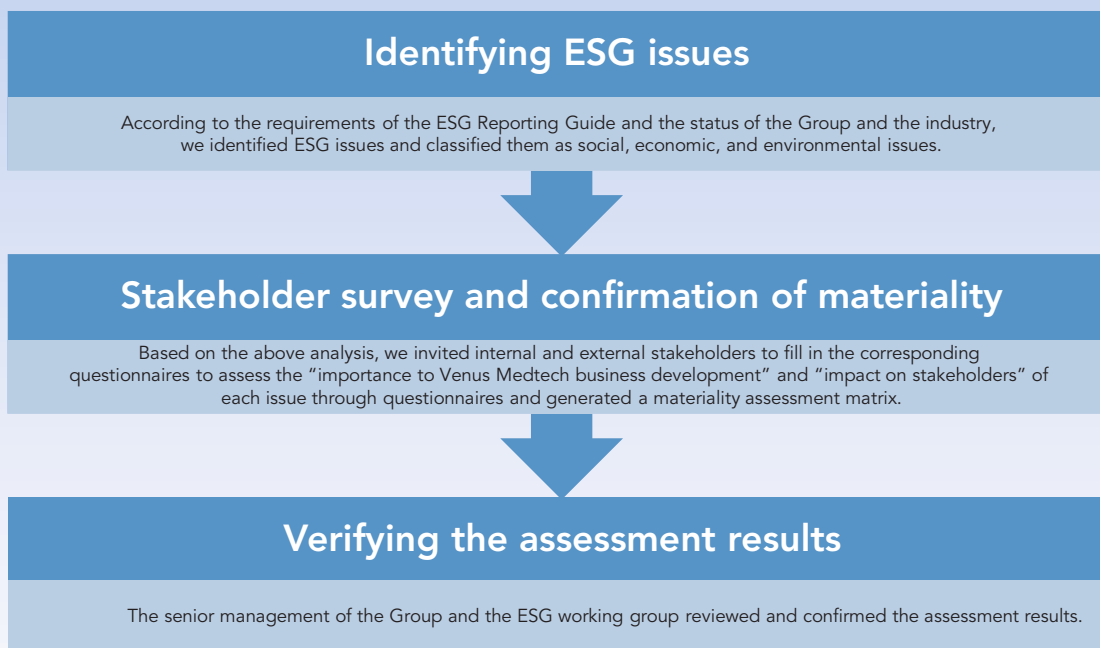 Identifying ESG issues
According to the requirements of the ESG Reporting Guide and the status of the Group and the industry,
we identified ESG issues and classified them as social, economic, and environmental issues.
Stakeholder survey and confirmation of materiality
Based on the above analysis, we invited internal and external stakeholders to fill in the corresponding
questionnaires to assess the “importance to Venus Medtech business development” and “impact on stakeholders” of
each issue through questionnaires and generated a materiality assessment matrix.
Verifying the assessment results
The senior management of the Group and the ESG working group reviewed and confirmed the assessment results.